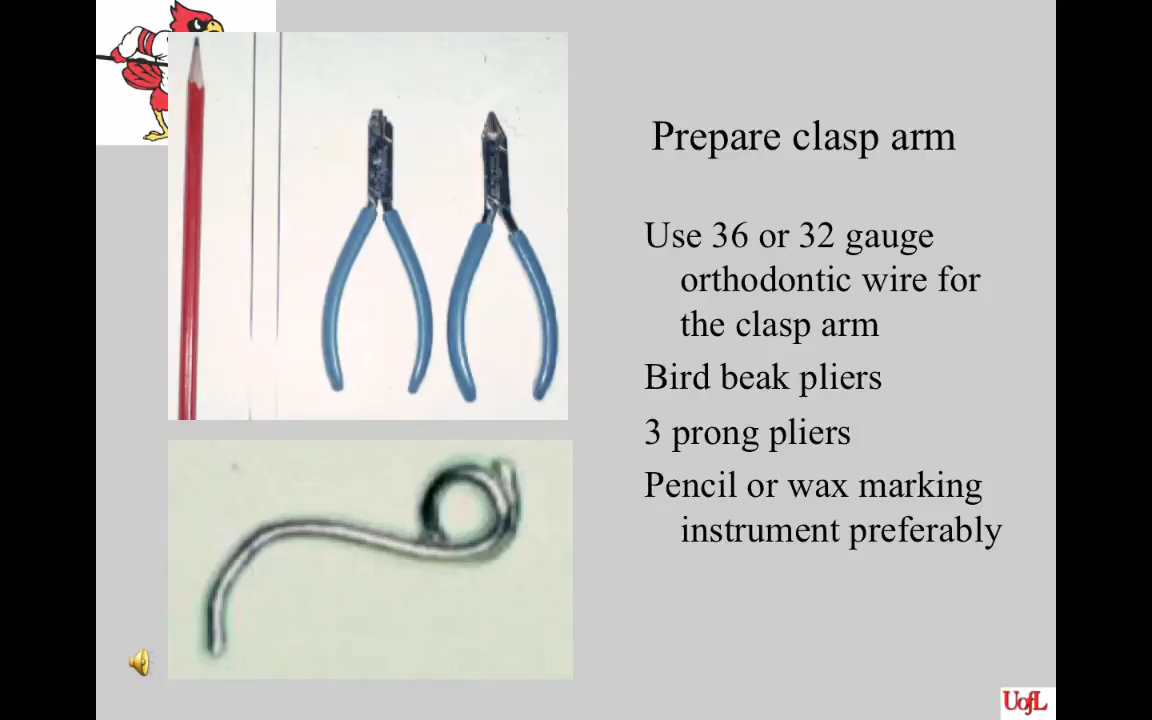 Prepare clasp arm
Use 36 or 32 gauge
orthodontic wire for
the clasp arm
Bird beak pliers
3 prong pliers
Pencil or wax marking
instrument preferably
UofL